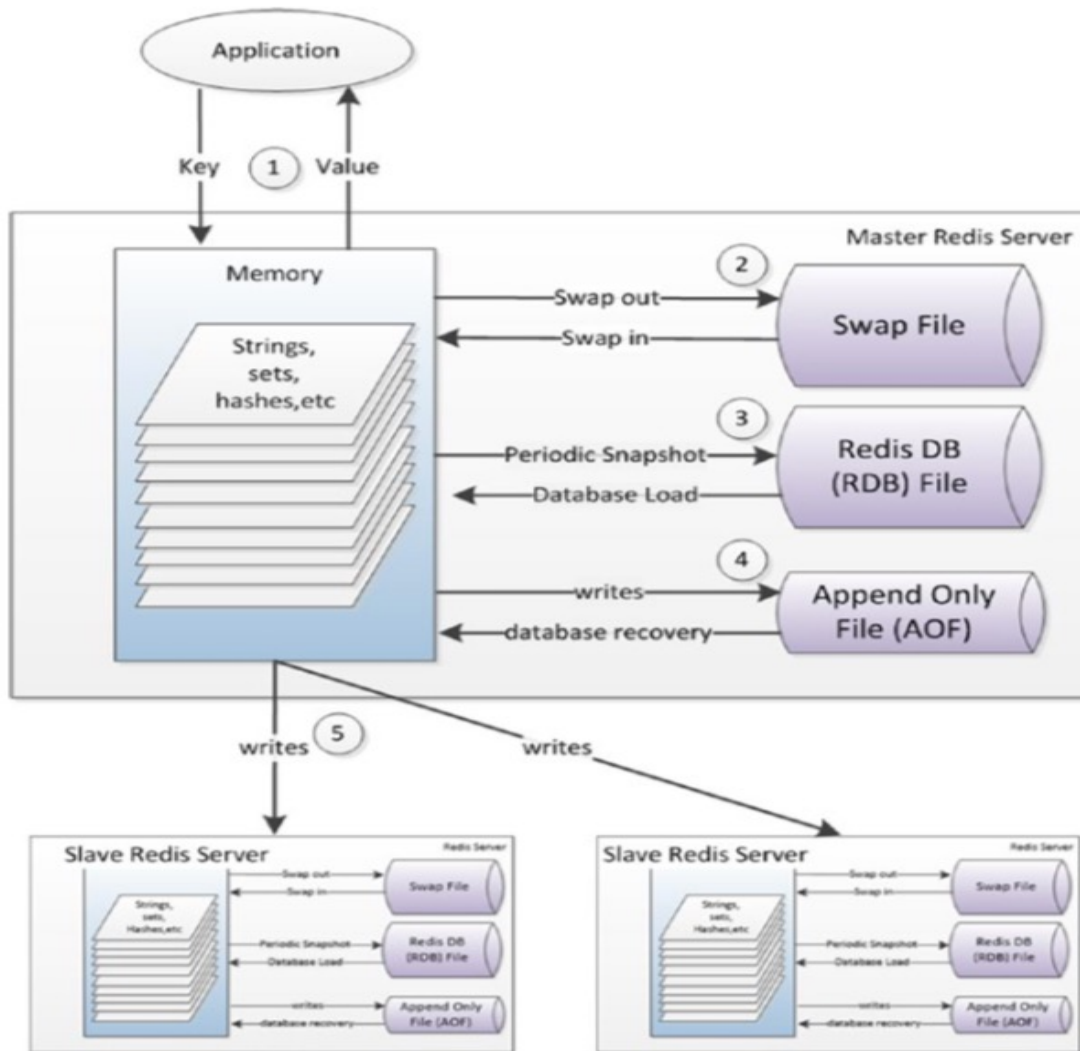 Application
Key
1
Value
Master Redis Server
Memory
2
Swap out
Swap in
Swap File
Strings,
sets,
hashes,etc
3
Periodic Snapshot
Database Load
Redis DB
(RDB) File
4
writes
database recovery
Append Only
File (AOF)
5
writes
writes
Slave Redis Server
Redis Server
Swap out
Swap in
Swap File
Strings,
sets,
Hashes,etc
Periodic Snapshot
Database Load
Redis DB
(RDB) File
writes
database recovery
Append Only
File (AOF)
Slave Redis Server
Redis Server
Swap out
Swap in
Swap File
Strings,
sets,
Hashes,etc
Periodic Snapshot
Database Load
Redis DB
(RDB) File
writes
database recovery
Append Only
File (AOF)